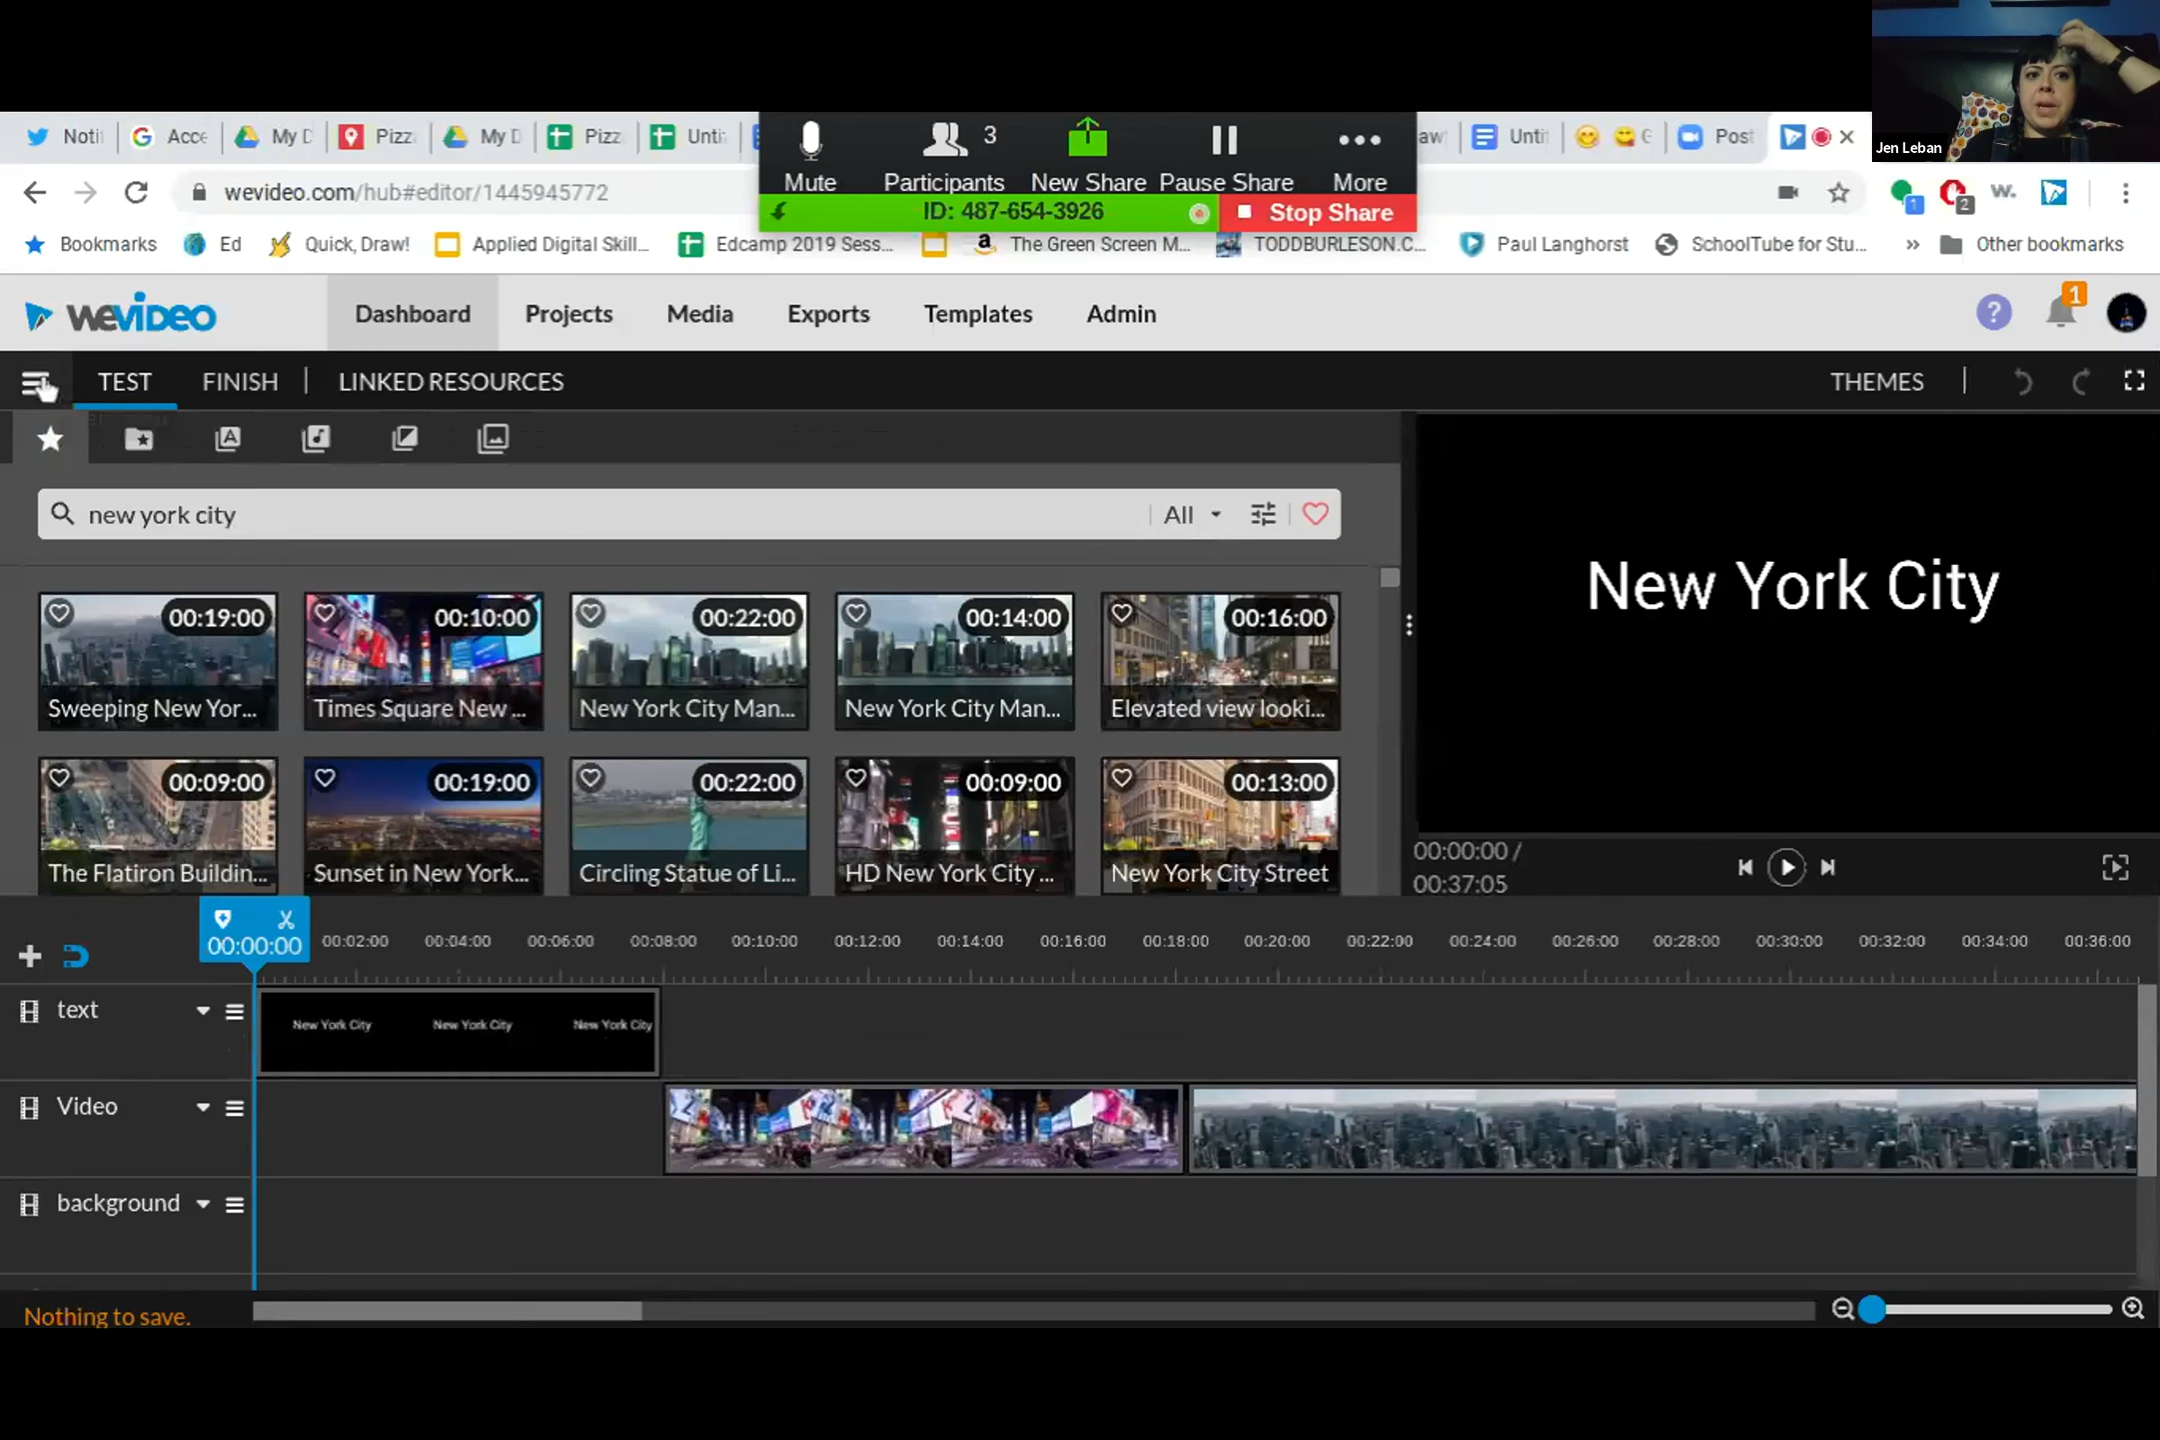 Jen Leban
Noti
Acce
My D
Pizz
My D
Pizz
Unti
Unti
Post
Mute
Participants
3
New Share
Pause Share
More
ID: 487-654-3926
Stop Share
wevideo.com/hub#editor/1445945772
1
2
w.
Bookmarks
Ed
Quick, Draw!
Applied Digital Skill...
Edcamp 2019 Sess...
The Green Screen M...
TODDBURLESON.C...
Paul Langhorst
SchoolTube for Stu...
»
Other bookmarks
WeVideo
Dashboard
Projects
Media
Exports
Templates
Admin
?
1
TEST
FINISH
LINKED RESOURCES
THEMES
new york city
All
00:19:00
Sweeping New Yor...
00:10:00
Times Square New ...
00:22:00
New York City Man...
00:14:00
New York City Man...
00:16:00
Elevated view looki...
00:09:00
The Flatiron Buildin...
00:19:00
Sunset in New York...
00:22:00
Circling Statue of Li...
00:09:00
HD New York City ...
00:13:00
New York City Street
New York City
00:00:00 /
00:37:05
00:00:00
00:02:00
00:04:00
00:06:00
00:08:00
00:10:00
00:12:00
00:14:00
00:16:00
00:18:00
00:20:00
00:22:00
00:24:00
00:26:00
00:28:00
00:30:00
00:32:00
00:34:00
00:36:00
text
New York City
New York City
New York City
Video
background
Nothing to save.